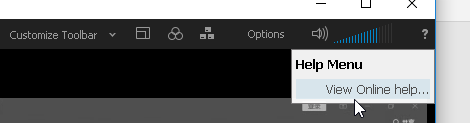 Customize Toolbar Options ?
Help Menu
View Online help...